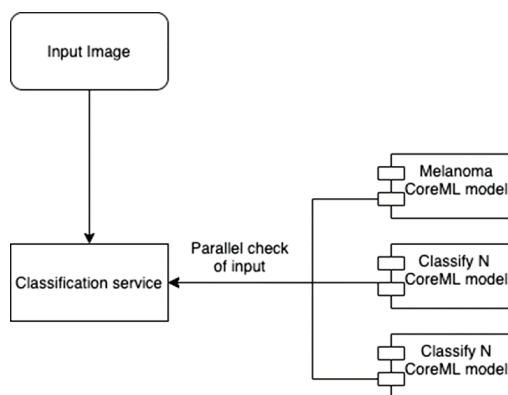 Input Image
Melanoma
CoreML model
Parallel check
of input
Classification service
Classify N
CoreML model
Classify N
CoreML model